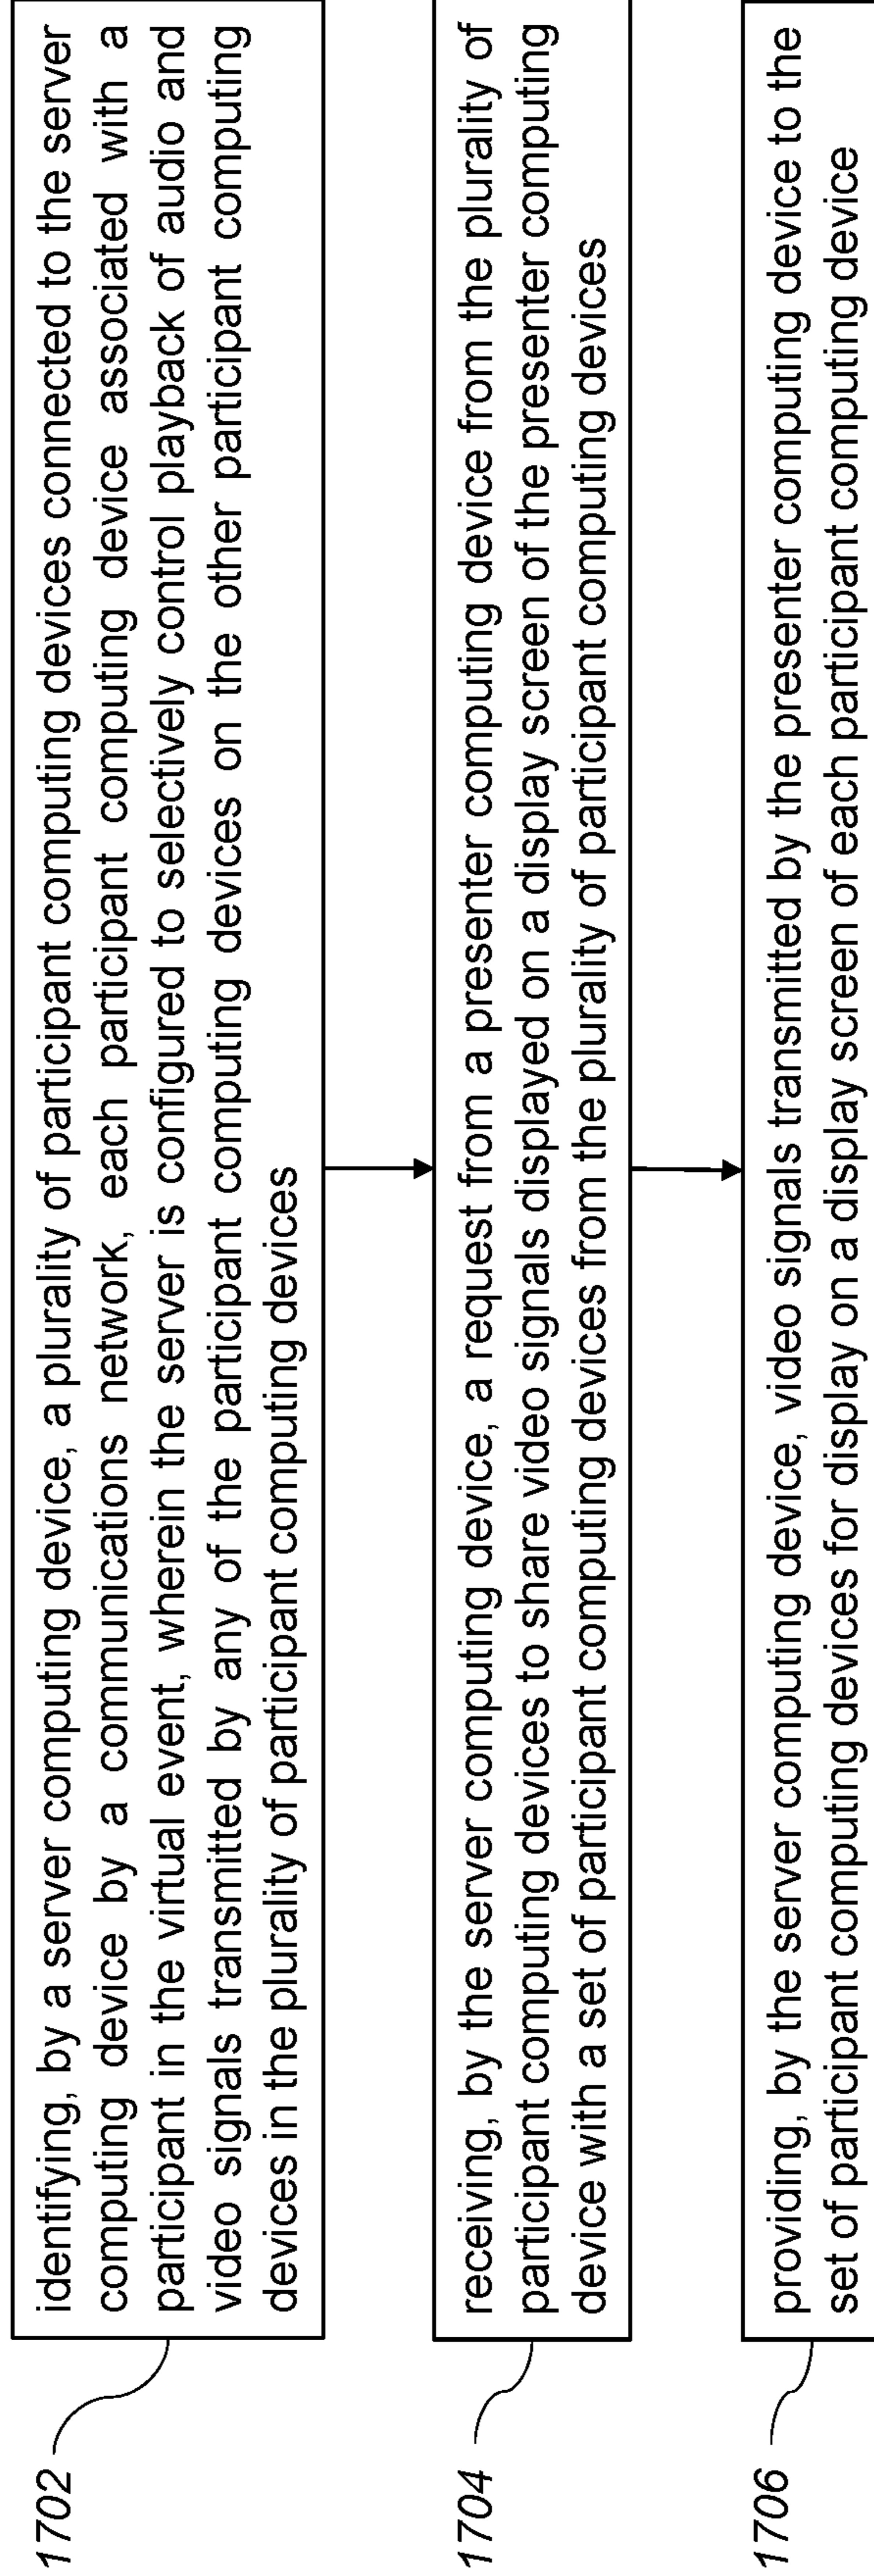 1702
identifying, by a server computing device, a plurality of participant computing devices connected to the server
computing device by a communications network, each participant computing device associated with a
participant in the virtual event, wherein the server is configured to selectively control playback of audio and
video signals transmitted by any of the participant computing devices on the other participant computing
devices in the plurality of participant computing devices
1704
receiving, by the server computing device, a request from a presenter computing device from the plurality of
participant computing devices to share video signals displayed on a display screen of the presenter computing
device with a set of participant computing devices from the plurality of participant computing devices
1706
providing, by the server computing device, video signals transmitted by the presenter computing device to the
set of participant computing devices for display on a display screen of each participant computing device